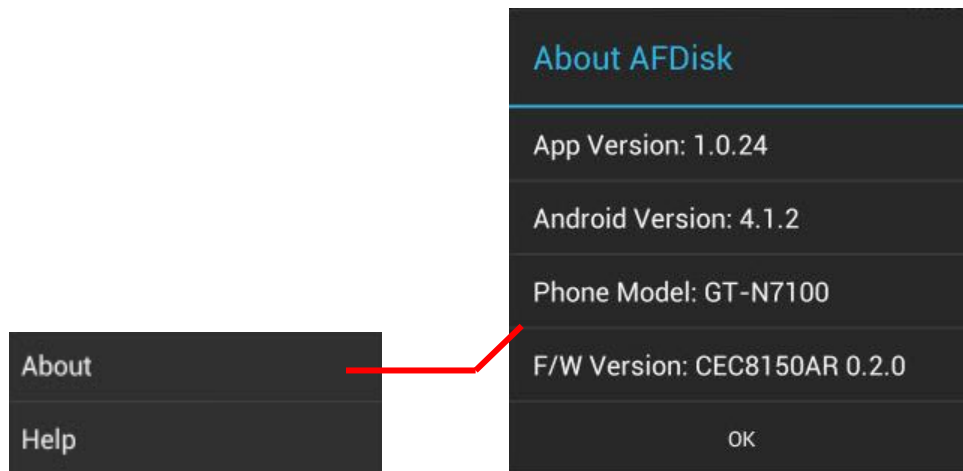 About
Help
About AFDisk
App Version: 1.0.24
Android Version: 4.1.2
Phone Model: GT-N7100
F/W Version: CEC8150AR 0.2.0
OK